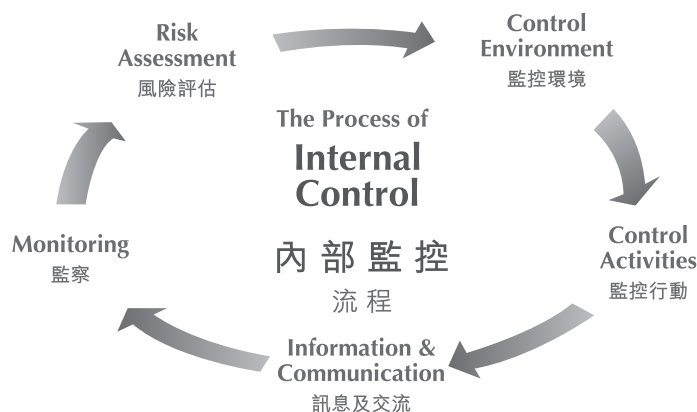 Risk
Assessment
風險評估
Control
Environment
監控環境
The Process of
Internal
Control
內部監控
流程
Control
Activities
監控行動
Information &
Communication
訊息及交流
Monitoring
監察